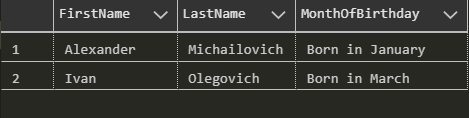 FirstName LastName MonthOfBirthday
1 Alexander Michailovich Born in January
2 Ivan Olegovich Born in March